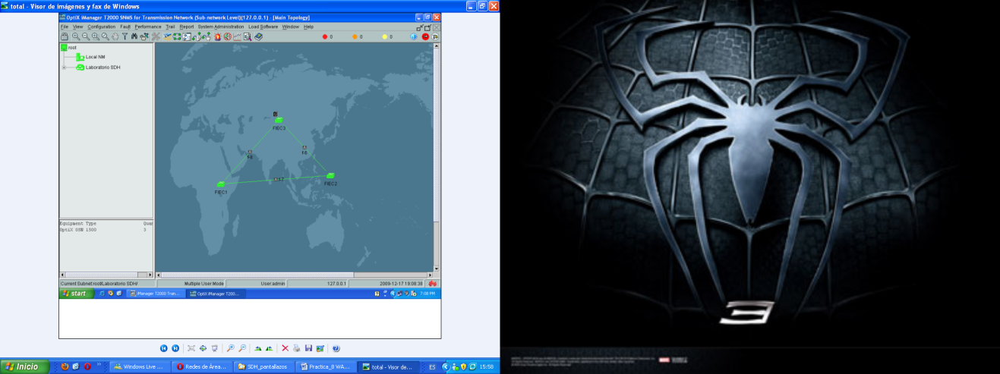 total - Visor de imágenes y fax de Windows
OptiX iManager T2000 SNMS for Transmission Network (Sub-network Level)(127.0.0.1) - [Main Topology]
File View Configuration Fault Performance Trail Report System Administration Load Software Window Help
0 0 0
root
Local NM
Laboratorio SDH
FIEC3
FIEC1
FIEC2
Equipment Type User
OptiX OSN 1500 3
Current Subnet:root\Laboratorio SDH/ Multiple User Mode User:admin 127.0.0.1 2009-12-17 19:08:38
start iManager T2000 Tran... OptiX iManager T200... 7:08 PM
Inicio Windows Live ... Redes de Área... SDH_pantallazos Practica_8 WA... total - Visor de... ES 15:58
3
MARVEL